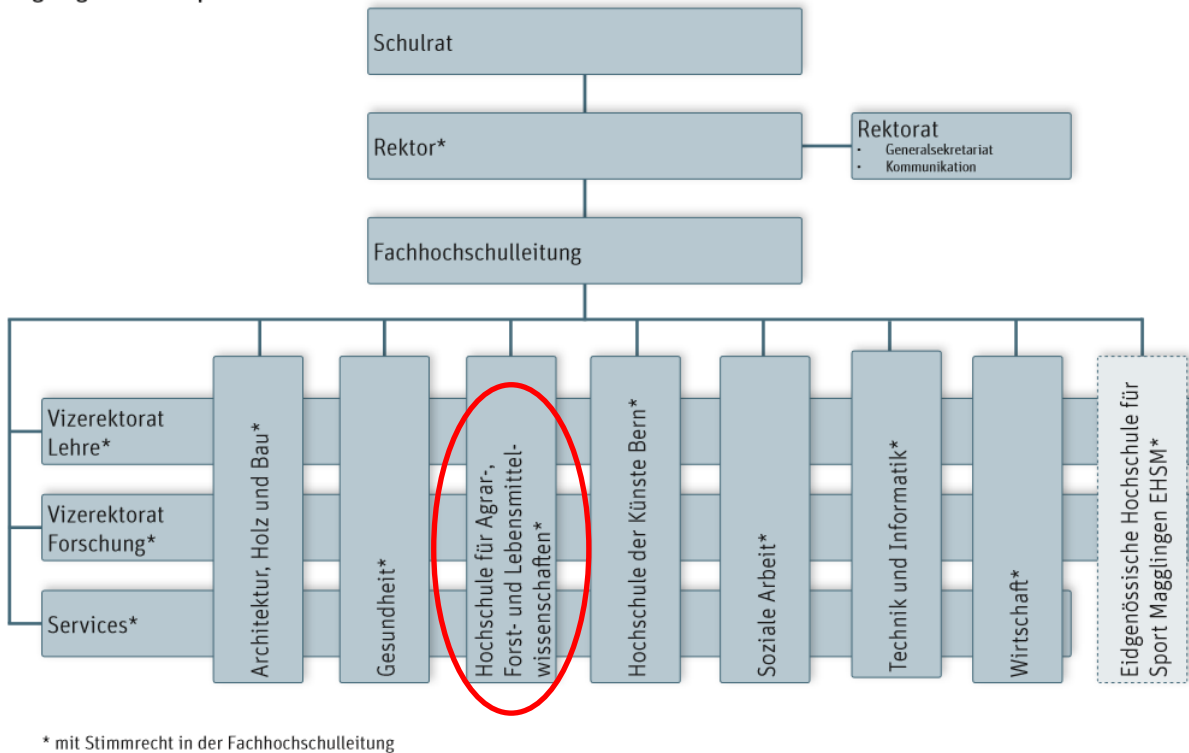 Schulrat
Rektor*
Rektorat
· Generalsekretariat
· Kommunikation
Fachhochschulleitung
Vizerektorat
Lehre*
Vizerektorat
Forschung*
Services*
Architektur, Holz und Bau*
Gesundheit*
Hochschule für Agrar-,
Forst- und Lebensmittel-
wissenschaften*
Hochschule der Künste Bern*
Soziale Arbeit*
Technik und Informatik*
Wirtschaft*
Eidgenössische Hochschule für
Sport Magglingen EHSM*
* mit Stimmrecht in der Fachhochschulleitung